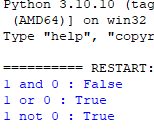 Python 3.10.10 (tag
(AMD64)] on win32
Type "help", "copyr
========== RESTART:
1 and 0 : False
1 or 0 : True
1 not 0 : True